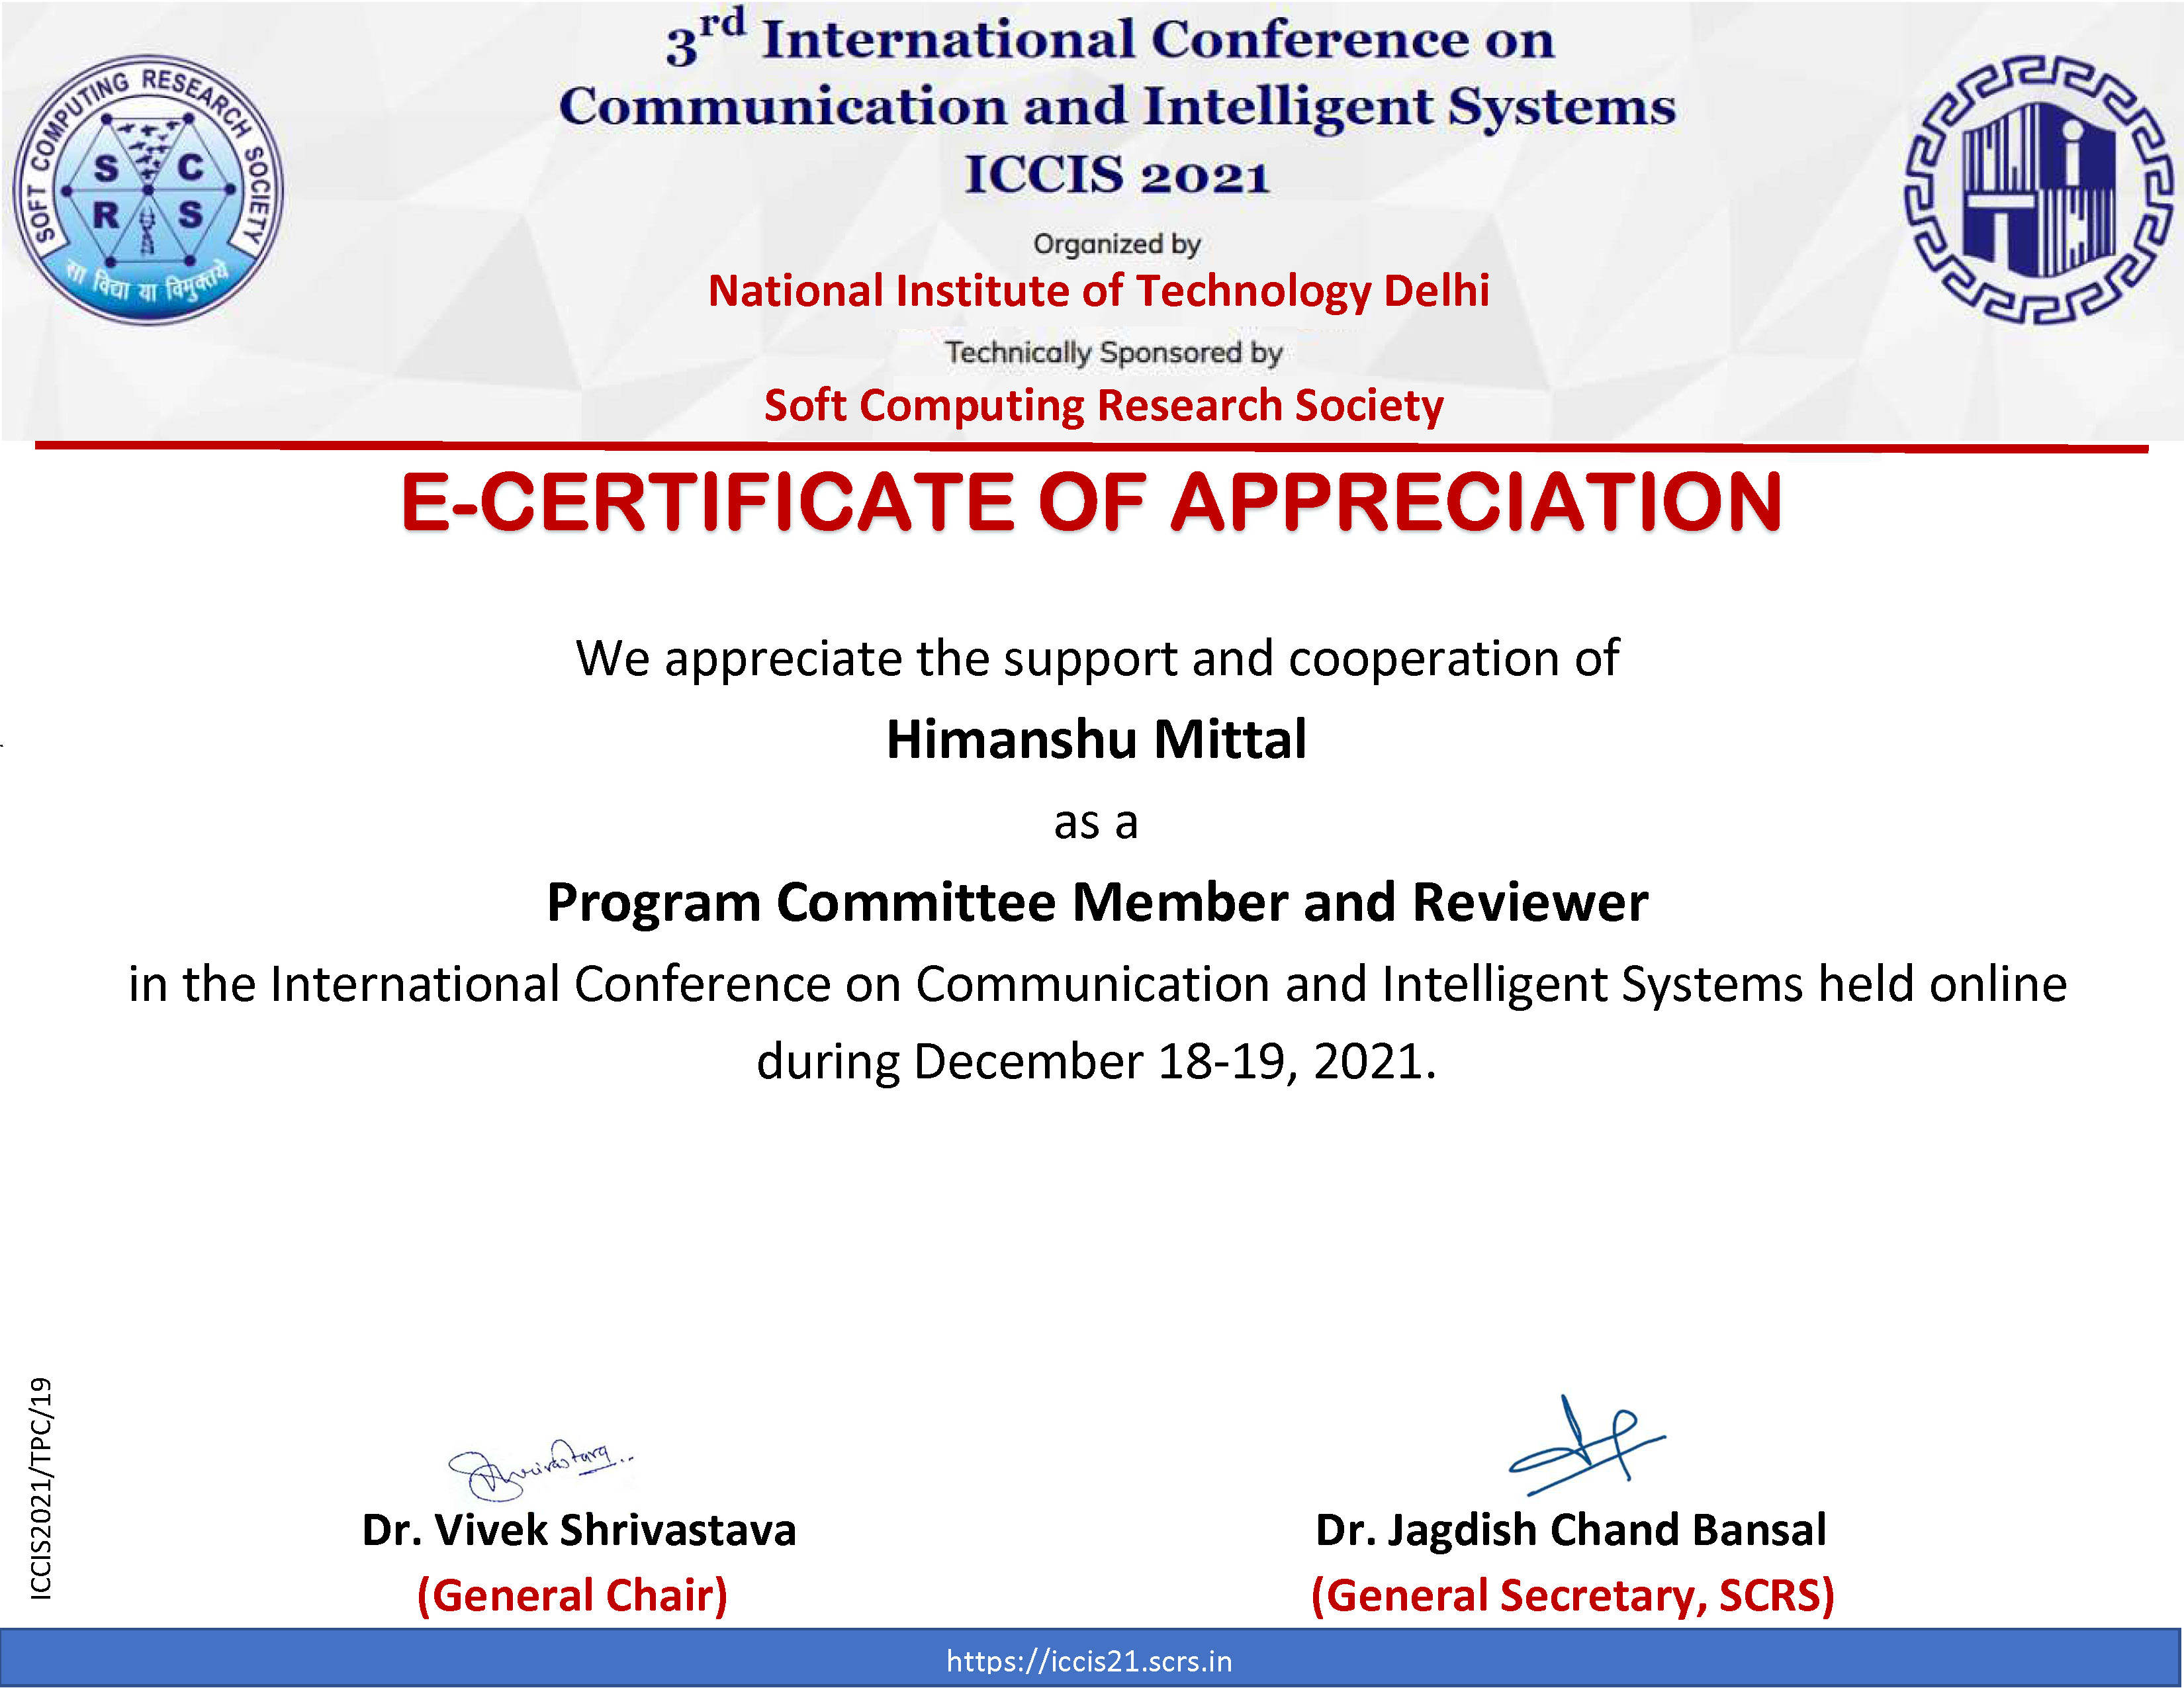 SOFT COMPUTING RESEARCH SOCIETY
S C
R S
सा विद्या या विमुक्तये
3rd International Conference on
Communication and Intelligent Systems
ICCIS 2021
Organized by
National Institute of Technology Delhi
Technically Sponsored by
Soft Computing Research Society
E-CERTIFICATE OF APPRECIATION
We appreciate the support and cooperation of
Himanshu Mittal
as a
Program Committee Member and Reviewer
in the International Conference on Communication and Intelligent Systems held online
during December 18-19, 2021.
ICCIS2021/TPC/19
Shrivastava
Dr. Vivek Shrivastava
(General Chair)
Dr. Jagdish Chand Bansal
(General Secretary, SCRS)
https://iccis21.scrs.in